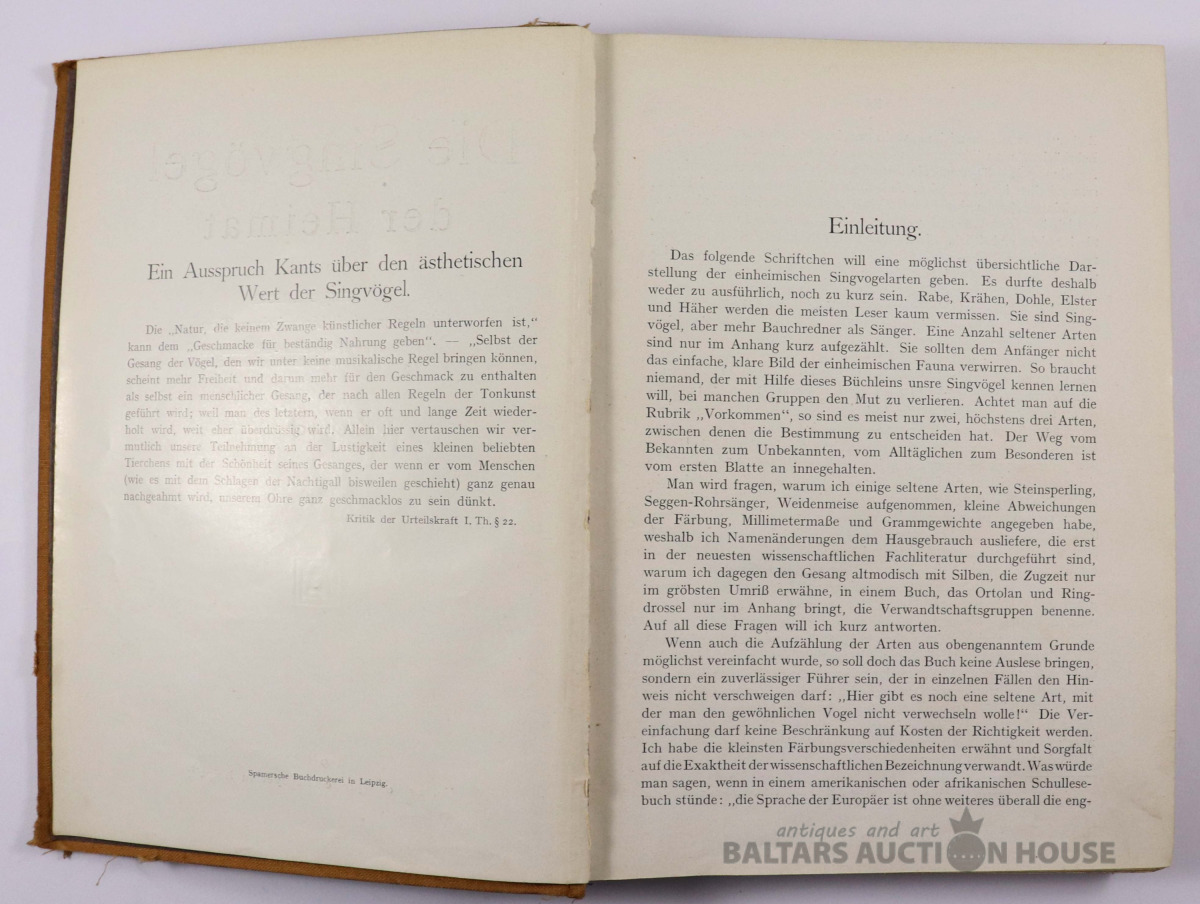 Die Singvögel
der Heimat
Ein Ausspruch Kants über den ästhetischen
Wert der Singvögel.
Die „Natur, die keinem Zwange künstlicher Regeln unterworfen ist,“
kann dem „Geschmacke für beständig Nahrung geben“. — „Selbst der
Gesang der Vögel, den wir unter keine musikalische Regel bringen können,
scheint mehr Freiheit und darum mehr für den Geschmack zu enthalten
als selbst ein menschlicher Gesang, der nach allen Regeln der Tonkunst
geführt wird; weil man des letztern, wenn er oft und lange Zeit wieder-
holt wird, weit eher überdrüssig wird. Allein hier vertauschen wir ver-
mutlich unsere Teilnehmung an der Lustigkeit eines kleinen beliebten
Tierchens mit der Schönheit seines Gesanges, der wenn er vom Menschen
(wie es mit dem Schlagen der Nachtigall bisweilen geschieht) ganz genau
nachgeahmt wird, unserem Ohre ganz geschmacklos zu sein dünkt.
Kritik der Urteilskraft I. Th. § 22.
Spamersche Buchdruckerei in Leipzig.
Einleitung.
Das folgende Schriftchen will eine möglichst übersichtliche Dar-
stellung der einheimischen Singvogelarten geben. Es durfte deshalb
weder zu ausführlich, noch zu kurz sein. Rabe, Krähen, Dohle, Elster
und Häher werden die meisten Leser kaum vermissen. Sie sind Sing-
vögel, aber mehr Bauchredner als Sänger. Eine Anzahl seltener Arten
sind nur im Anhang kurz aufgezählt. Sie sollten dem Anfänger nicht
das einfache, klare Bild der einheimischen Fauna verwirren. So braucht
niemand, der mit Hilfe dieses Büchleins unsre Singvögel kennen lernen
will, bei manchen Gruppen den Mut zu verlieren. Achtet man auf die
Rubrik „Vorkommen“, so sind es meist nur zwei, höchstens drei Arten,
zwischen denen die Bestimmung zu entscheiden hat. Der Weg vom
Bekannten zum Unbekannten, vom Alltäglichen zum Besonderen ist
vom ersten Blatte an innegehalten.
Man wird fragen, warum ich einige seltene Arten, wie Steinsperling,
Seggen-Rohrsänger, Weidenmeise aufgenommen, kleine Abweichungen
der Färbung, Millimetermaße und Grammgewichte angegeben habe,
weshalb ich Namenänderungen dem Hausgebrauch ausliefere, die erst
in der neuesten wissenschaftlichen Fachliteratur durchgeführt sind,
warum ich dagegen den Gesang altmodisch mit Silben, die Zugzeit nur
im gröbsten Umriß erwähne, in einem Buch, das Ortolan und Ring-
drossel nur im Anhang bringt, die Verwandtschaftsgruppen benenne.
Auf all diese Fragen will ich kurz antworten.
Wenn auch die Aufzählung der Arten aus obengenanntem Grunde
möglichst vereinfacht wurde, so soll doch das Buch keine Auslese bringen,
sondern ein zuverlässiger Führer sein, der in einzelnen Fällen den Hin-
weis nicht verschweigen darf: „Hier gibt es noch eine seltene Art, mit
der man den gewöhnlichen Vogel nicht verwechseln wolle!“ Die Ver-
einfachung darf keine Beschränkung auf Kosten der Richtigkeit werden.
Ich habe die kleinsten Färbungsverschiedenheiten erwähnt und Sorgfalt
auf die Exaktheit der wissenschaftlichen Bezeichnung verwandt. Was würde
man sagen, wenn in einem amerikanischen oder afrikanischen Schullese-
buch stünde: „die Sprache der Europäer ist ohne weiteres überall die eng-
antiques and art
BALTARS AUCTION HOUSE